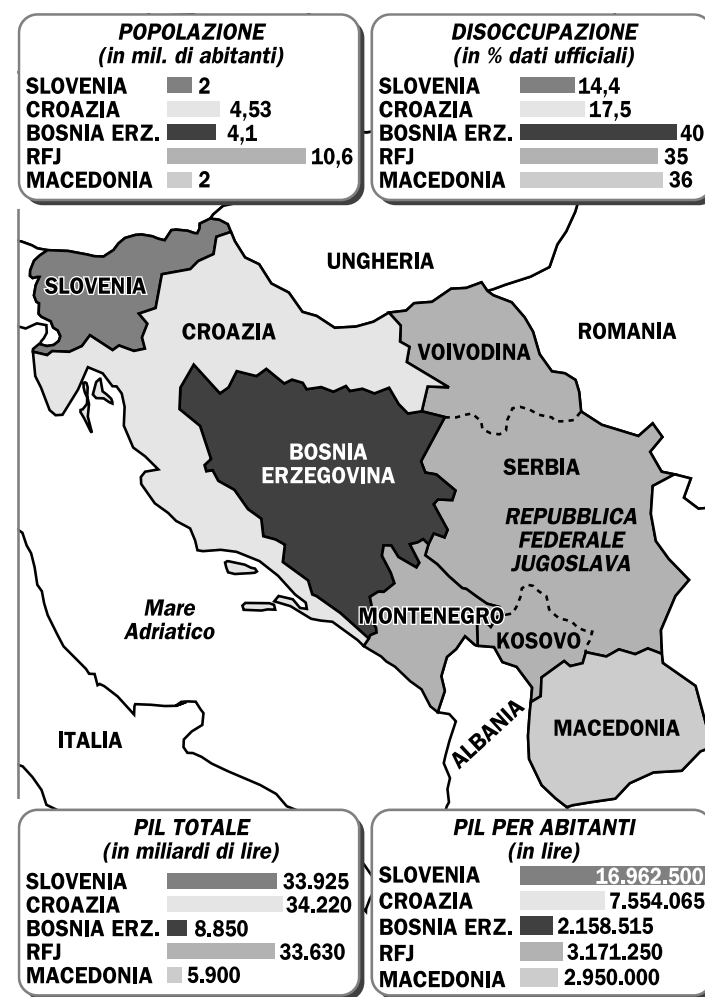 POPOLAZIONE
(in mil. di abitanti)
SLOVENIA 2
CROAZIA 4,53
BOSNIA ERZ. 4,1
RFJ 10,6
MACEDONIA 2
DISOCCUPAZIONE
(in % dati ufficiali)
SLOVENIA 14,4
CROAZIA 17,5
BOSNIA ERZ. 40
RFJ 35
MACEDONIA 36
UNGHERIA
SLOVENIA
CROAZIA
ROMANIA
VOIVODINA
BOSNIA
ERZEGOVINA
SERBIA
REPUBBLICA
FEDERALE
JUGOSLAVA
Mare
Adriatico
MONTENEGRO
KOSOVO
ITALIA
ALBANIA
MACEDONIA
PIL TOTALE
(in miliardi di lire)
SLOVENIA 33.925
CROAZIA 34.220
BOSNIA ERZ. 8.850
RFJ 33.630
MACEDONIA 5.900
PIL PER ABITANTI
(in lire)
SLOVENIA 16.962.500
CROAZIA 7.554.065
BOSNIA ERZ. 2.158.515
RFJ 3.171.250
MACEDONIA 2.950.000